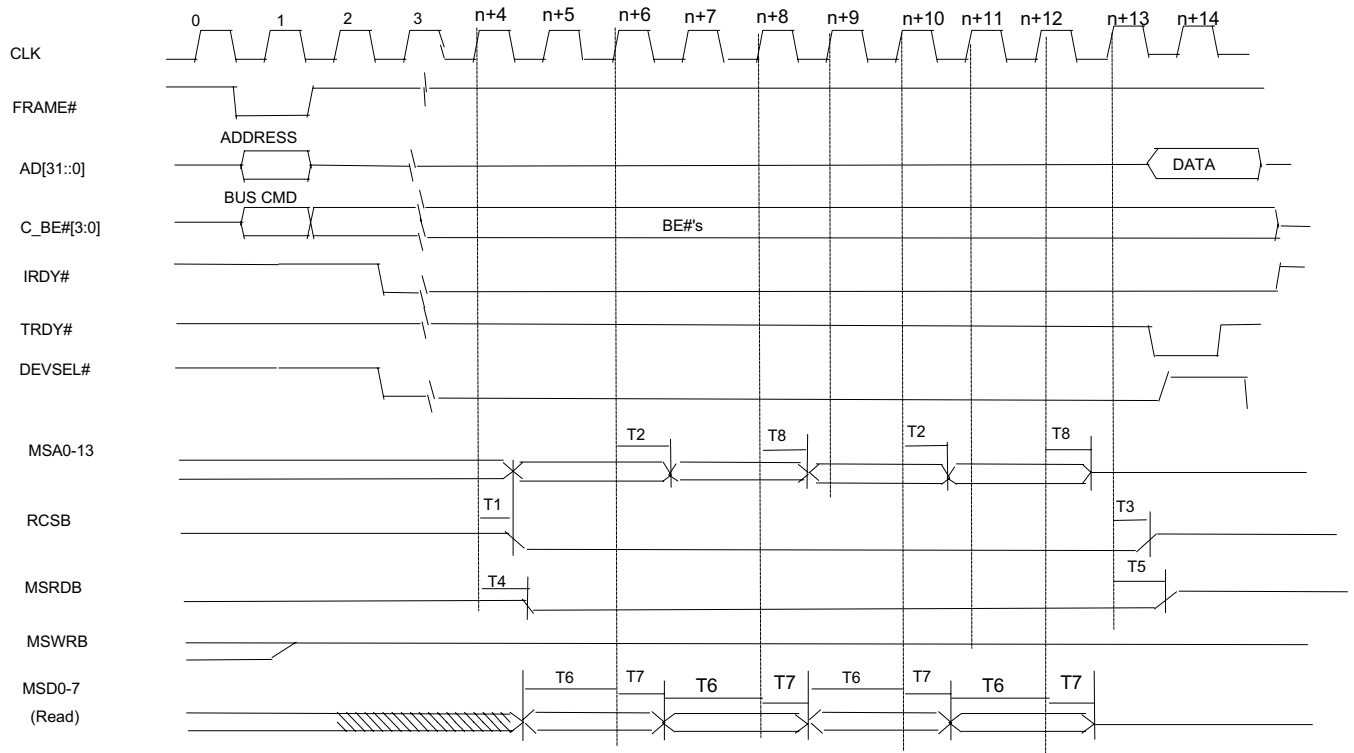 0 1 2 3 n+4 n+5 n+6 n+7 n+8 n+9 n+10 n+11 n+12 n+13 n+14
CLK
FRAME#
ADDRESS
AD[31::0]
DATA
BUS CMD
C_BE#[3:0]
BE#'s
IRDY#
TRDY#
DEVSEL#
T2 T8 T2 T8
MSA0-13
T1 T3
RCSB
T4 T5
MSRDB
MSWRB
T6 T7 T6 T7 T6 T7 T6 T7
MSD0-7
(Read)